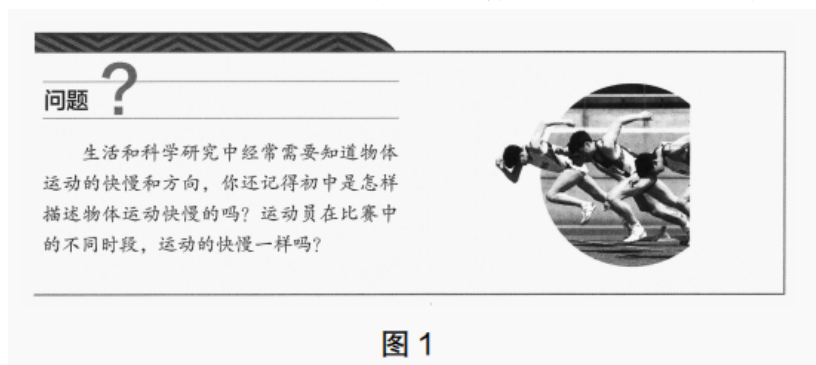 问题?
生活和科学研究中经常需要知道物体
运动的快慢和方向，你还记得初中是怎样
描述物体运动快慢的吗？运动员在比赛中
的不同时段，运动的快慢一样吗？
图 1